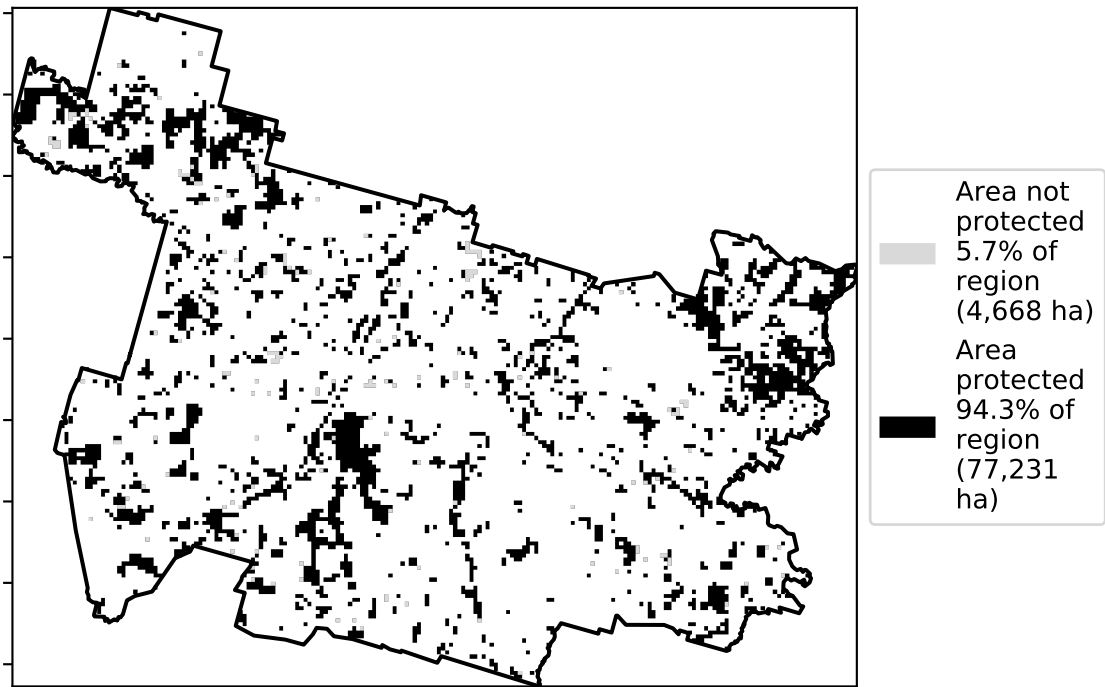 Area not
protected
5.7% of
region
(4,668 ha)
Area
protected
94.3% of
region
(77,231
ha)